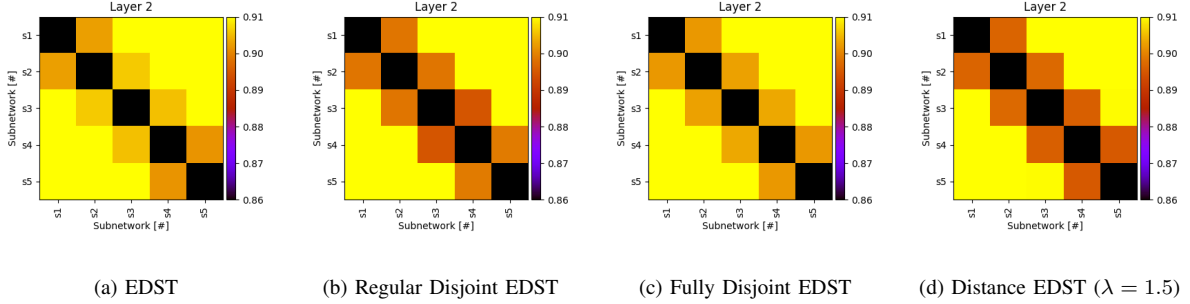 Layer 2
s1
s2
s3
s4
s5
Subnetwork [#]
s1 s2 s3 s4 s5
Subnetwork [#]
0.91
0.90
0.89
0.88
0.87
0.86
(a) EDST
Layer 2
s1
s2
s3
s4
s5
Subnetwork [#]
s1 s2 s3 s4 s5
Subnetwork [#]
0.91
0.90
0.89
0.88
0.87
0.86
(b) Regular Disjoint EDST
Layer 2
s1
s2
s3
s4
s5
Subnetwork [#]
s1 s2 s3 s4 s5
Subnetwork [#]
0.91
0.90
0.89
0.88
0.87
0.86
(c) Fully Disjoint EDST
Layer 2
s1
s2
s3
s4
s5
Subnetwork [#]
s1 s2 s3 s4 s5
Subnetwork [#]
0.91
0.90
0.89
0.88
0.87
0.86
(d) Distance EDST (λ = 1.5)